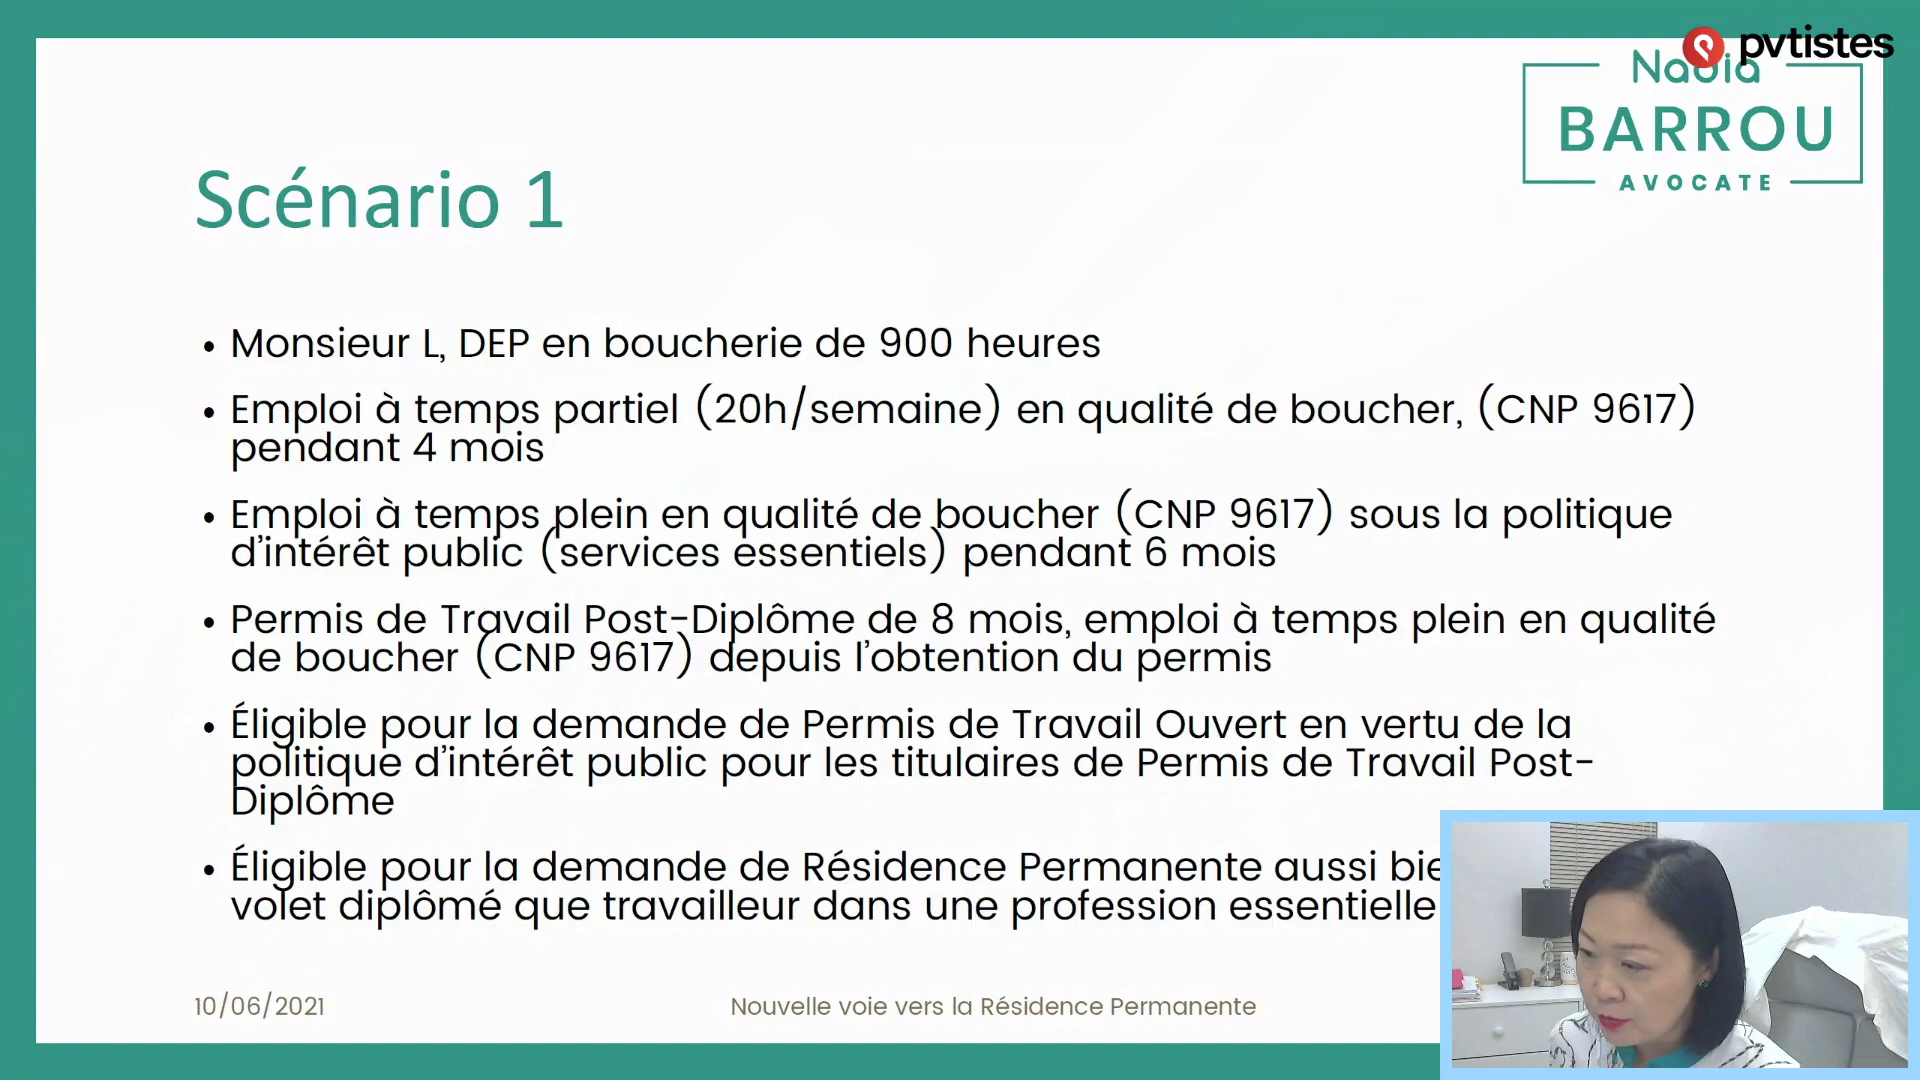 pvtistes
Nadia
BARROU
AVOCATE
Scénario 1
• Monsieur L, DEP en boucherie de 900 heures
• Emploi à temps partiel (20h/semaine) en qualité de boucher, (CNP 9617)
pendant 4 mois
• Emploi à temps plein en qualité de boucher (CNP 9617) sous la politique
d'intérêt public (services essentiels) pendant 6 mois
• Permis de Travail Post-Diplôme de 8 mois, emploi à temps plein en qualité
de boucher (CNP 9617) depuis l'obtention du permis
• Éligible pour la demande de Permis de Travail Ouvert en vertu de la
politique d'intérêt public pour les titulaires de Permis de Travail Post-
Diplôme
• Éligible pour la demande de Résidence Permanente aussi
volet diplômé que travailleur dans une profession essentielle
10/06/2021
Nouvelle voie vers la Résidence Permanente